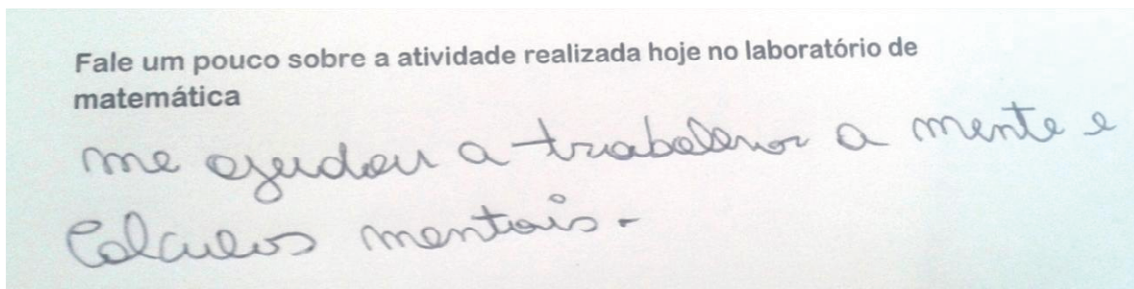 Fale um pouco sobre a atividade realizada hoje no laboratório de
matemática
me ajudou a trabalhar a mente e
Calculos mentais.